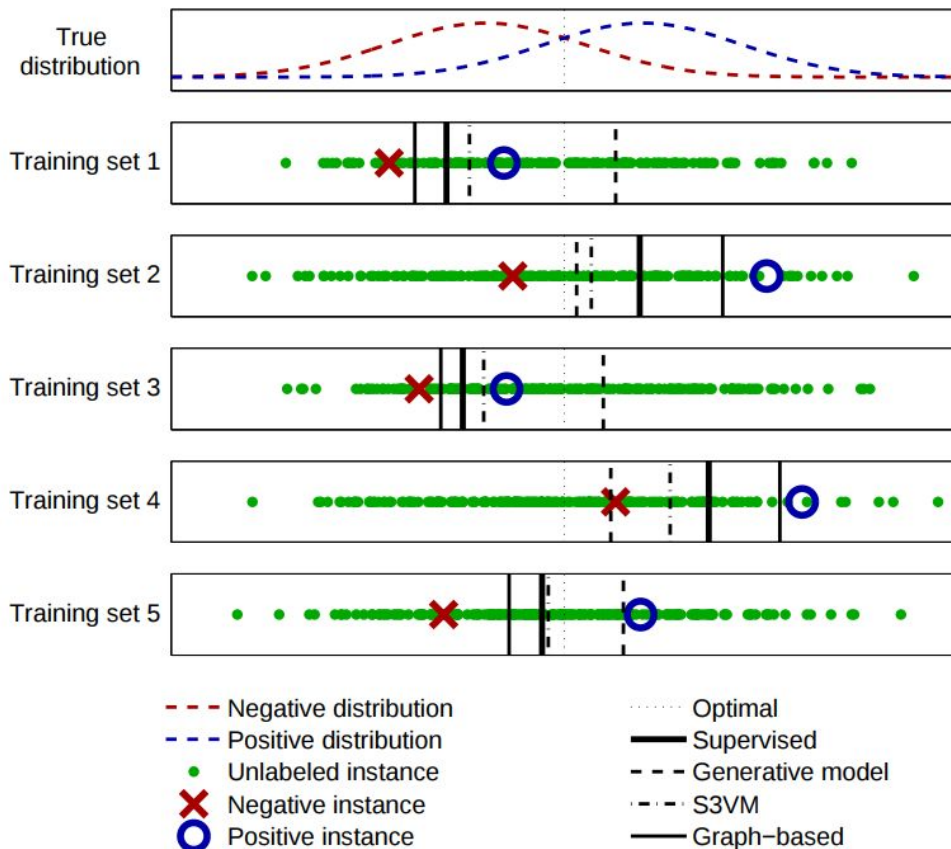 True
distribution
Training set 1
Training set 2
Training set 3
Training set 4
Training set 5
Negative distribution
Positive distribution
Unlabeled instance
Negative instance
Positive instance
Optimal
Supervised
Generative model
S3VM
Graph−based